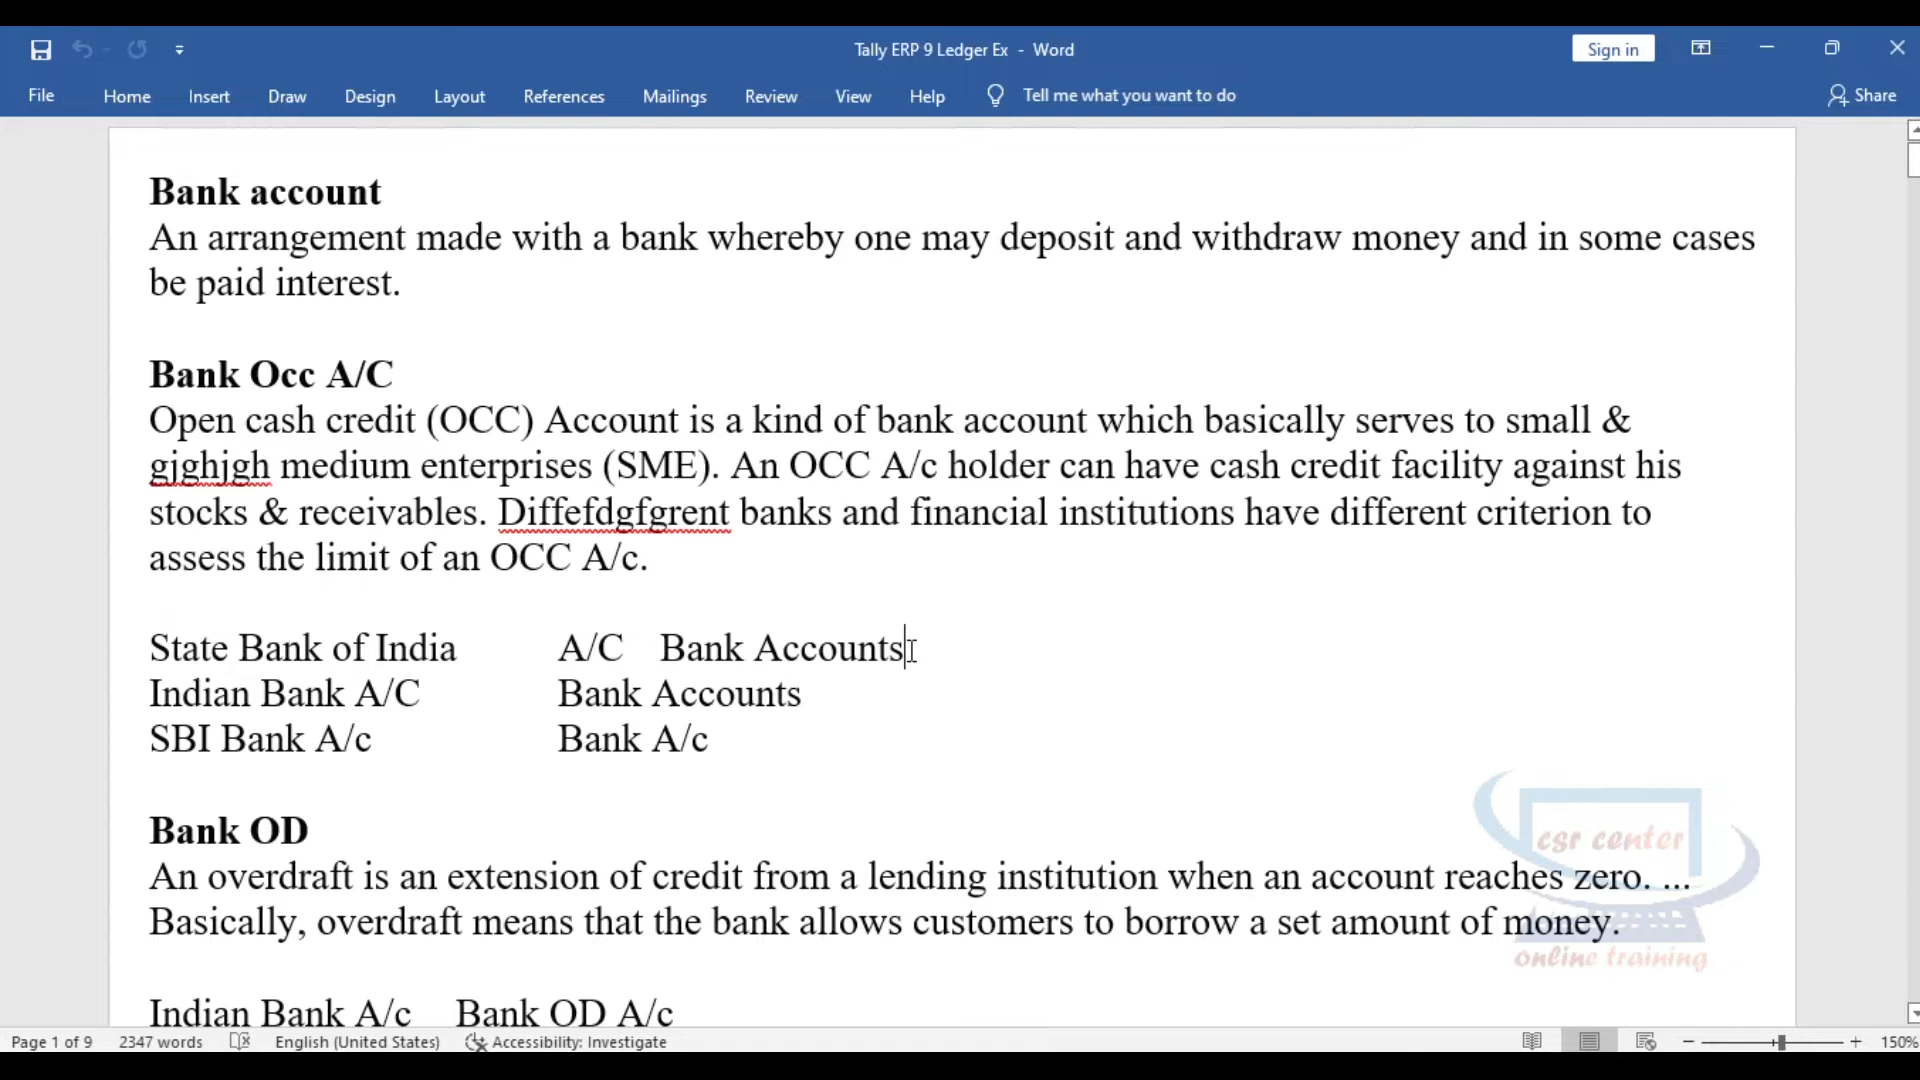 Tally ERP 9 Ledger Ex - Word
Sign in
File Home Insert Draw Design Layout References Mailings Review View Help Tell me what you want to do Share
Bank account
An arrangement made with a bank whereby one may deposit and withdraw money and in some cases
be paid interest.
Bank Occ A/C
Open cash credit (OCC) Account is a kind of bank account which basically serves to small &
gjghjgh medium enterprises (SME). An OCC A/c holder can have cash credit facility against his
stocks & receivables. Diffefdgfgrent banks and financial institutions have different criterion to
assess the limit of an OCC A/c.
State Bank of India A/C Bank Accounts
Indian Bank A/C Bank Accounts
SBI Bank A/c Bank A/c
Bank OD
An overdraft is an extension of credit from a lending institution when an account reaches zero. ...
Basically, overdraft means that the bank allows customers to borrow a set amount of money.
csr center
online training
Indian Bank A/c Bank OD A/c
Page 1 of 9 2347 words English (United States) Accessibility: Investigate 150%